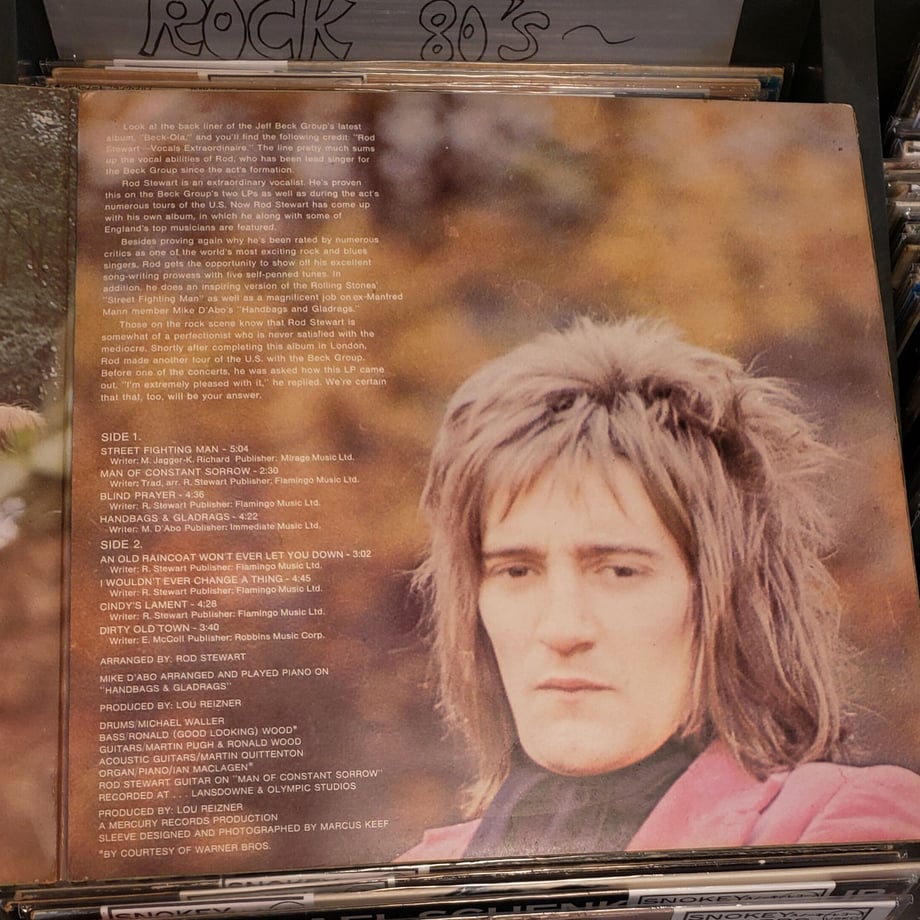 ROCK 80's ~
Look at the back liner of the Jeff Beck Group's latest
album, "Beck-Ola," and you'll find the following credit: "Rod
Stewart—Vocals Extraordinaire." The line pretty much sums
up the vocal abilities of Rod, who has been lead singer for
the Beck Group since the act's formation.
Rod Stewart is an extraordinary vocalist. He's proven
this on the Beck Group's two LPs as well as during the act's
numerous tours of the U.S. Now Rod Stewart has come up
with his own album, in which he along with some of
England's top musicians are featured.
Besides proving again why he's been rated by numerous
critics as one of the world's most exciting rock and blues
singers, Rod gets the opportunity to show off his excellent
song-writing prowess with five self-penned tunes. In
addition, he does an inspiring version of the Rolling Stones'
"Street Fighting Man" as well as a magnificent job on ex-Manfred
Mann member Mike D'Abo's "Handbags and Gladrags."
Those on the rock scene know that Rod Stewart is
somewhat of a perfectionist who is never satisfied with the
mediocre. Shortly after completing this album in London,
Rod made another tour of the U.S. with the Beck Group.
Before one of the concerts, he was asked how this LP came
out. "I'm extremely pleased with it," he replied. We're certain
that that, too, will be your answer.
SIDE 1.
STREET FIGHTING MAN - 5:04
Writer: M. Jagger-K. Richard Publisher: Mirage Music Ltd.
MAN OF CONSTANT SORROW - 2:30
Writer: Trad, arr. R. Stewart Publisher: Flamingo Music Ltd.
BLIND PRAYER - 4:36
Writer: R. Stewart Publisher: Flamingo Music Ltd.
HANDBAGS & GLADRAGS - 4:22
Writer: M. D'Abo Publisher: Immediate Music Ltd.
SIDE 2.
AN OLD RAINCOAT WON'T EVER LET YOU DOWN - 3:02
Writer: R. Stewart Publisher: Flamingo Music Ltd.
I WOULDN'T EVER CHANGE A THING - 4:45
Writer: R. Stewart Publisher: Flamingo Music Ltd.
CINDY'S LAMENT - 4:28
Writer: R. Stewart Publisher: Flamingo Music Ltd.
DIRTY OLD TOWN - 3:40
Writer: E. McColl Publisher: Robbins Music Corp.
ARRANGED BY: ROD STEWART
MIKE D'ABO ARRANGED AND PLAYED PIANO ON
"HANDBAGS & GLADRAGS"
PRODUCED BY: LOU REIZNER
DRUMS/MICHAEL WALLER
BASS/RONALD (GOOD LOOKING) WOOD*
GUITARS/MARTIN PUGH & RONALD WOOD
ACOUSTIC GUITARS/MARTIN QUITTENTON
ORGAN/PIANO/IAN MACLAGEN*
ROD STEWART GUITAR ON "MAN OF CONSTANT SORROW"
RECORDED AT . . . LANSDOWNE & OLYMPIC STUDIOS
PRODUCED BY: LOU REIZNER
A MERCURY RECORDS PRODUCTION
SLEEVE DESIGNED AND PHOTOGRAPHED BY MARCUS KEEF
*BY COURTESY OF WARNER BROS.
SNOKEY
SNOKEY
SNOKEY